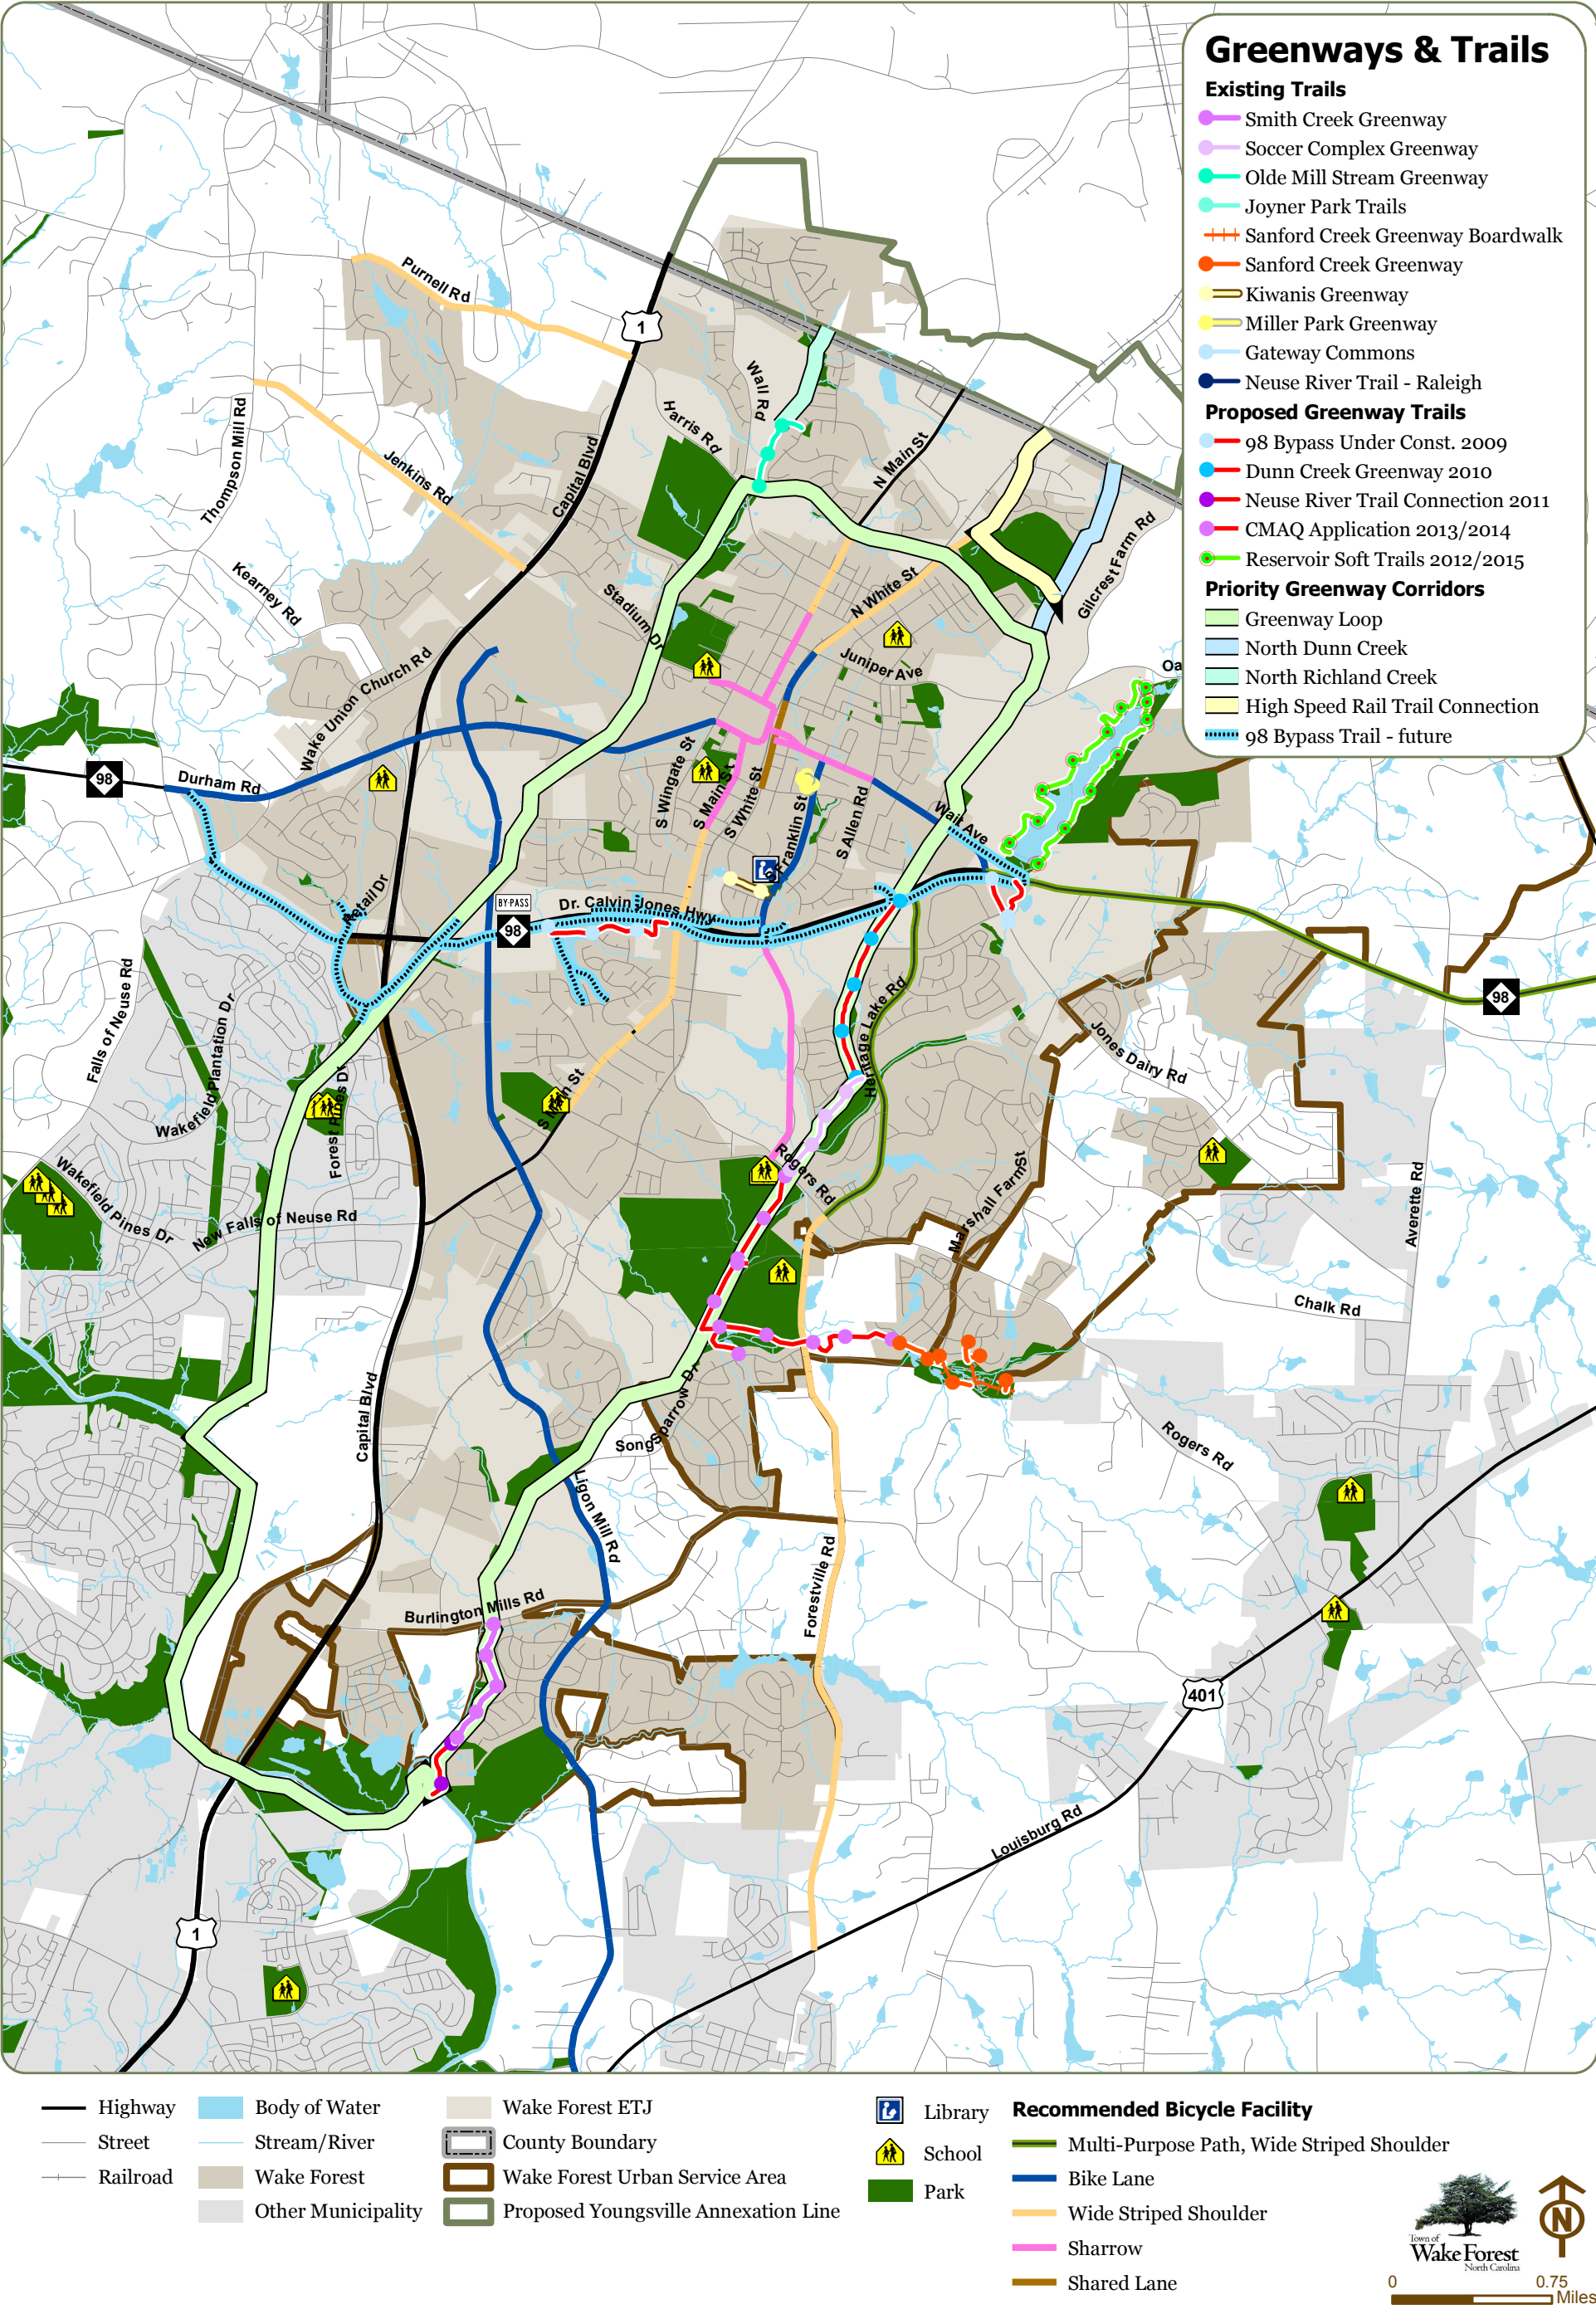 Greenways & Trails
Existing Trails
Smith Creek Greenway
Soccer Complex Greenway
Olde Mill Stream Greenway
Joyner Park Trails
Sanford Creek Greenway Boardwalk
Sanford Creek Greenway
Kiwanis Greenway
Miller Park Greenway
Gateway Commons
Neuse River Trail - Raleigh
Proposed Greenway Trails
98 Bypass Under Const. 2009
Dunn Creek Greenway 2010
Neuse River Trail Connection 2011
CMAQ Application 2013/2014
Reservoir Soft Trails 2012/2015
Priority Greenway Corridors
Greenway Loop
North Dunn Creek
North Richland Creek
High Speed Rail Trail Connection
98 Bypass Trail - future
Purnell Rd
1
Wall Rd
Harris Rd
N Main St
Thompson Mill Rd
Jenkins Rd
Capital Blvd
Gilcrest Farm Rd
Kearney Rd
Stadium Dr
N White St
Juniper Ave
Oa
Wake Union Church Rd
98
Durham Rd
S Wingate St
S Main St
S White St
S Franklin St
S Allen Rd
Wait Ave
Retail Dr
BY-PASS
98
Dr. Calvin Jones Hwy
Falls of Neuse Rd
Wakefield Plantation Dr
Forest Pines Dr
Heritage Lake Rd
98
Jones Dairy Rd
S Main St
Rogers Rd
Marshall Farm St
Averette Rd
Wakefield Pines Dr
New Falls of Neuse Rd
Chalk Rd
Capital Blvd
Song Sparrow Dr
Ligon Mill Rd
Rogers Rd
Forestville Rd
Burlington Mills Rd
401
Louisburg Rd
1
Highway
Street
Railroad
Body of Water
Stream/River
Wake Forest
Other Municipality
Wake Forest ETJ
County Boundary
Wake Forest Urban Service Area
Proposed Youngsville Annexation Line
Library
School
Park
Recommended Bicycle Facility
Multi-Purpose Path, Wide Striped Shoulder
Bike Lane
Wide Striped Shoulder
Sharrow
Shared Lane
Town of
Wake Forest
North Carolina
N
0 0.75
Miles